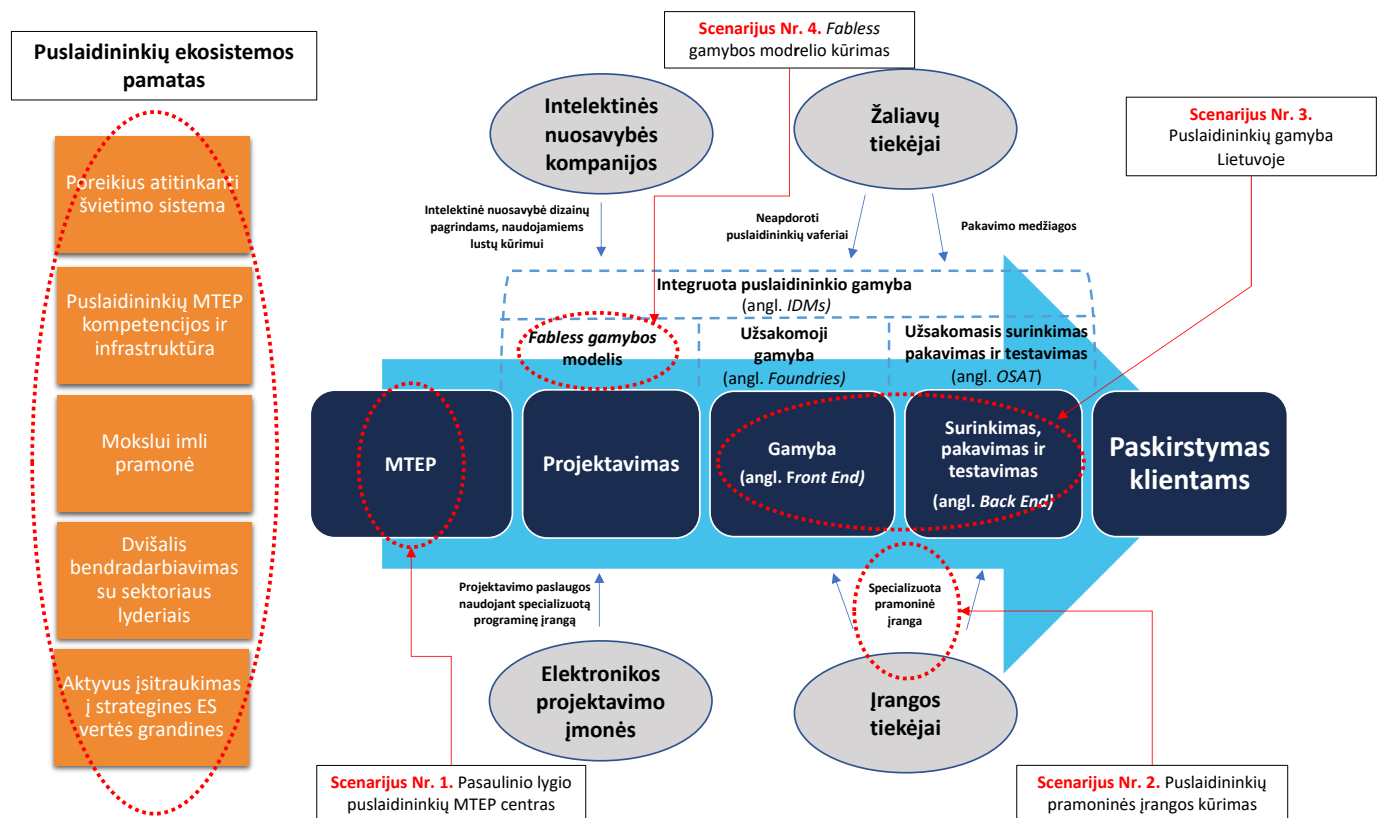 Puslaidininkių ekosistemos
pamatas
Poreikius atitinkanti
švietimo sistema
Puslaidininkių MTEP
kompetencijos ir
infrastruktūra
Mokslui imli
pramonė
Dvišalis
bendradarbiavimas
su sektoriaus
lyderiais
Aktyvus įsitraukimas
į strategines ES
vertės grandines
Scenarijus Nr. 4. Fabless
gamybos modrelio kūrimas
Intelektinės
nuosavybės
kompanijos
Žaliavų
tiekėjai
Scenarijus Nr. 3.
Puslaidininkių gamyba
Lietuvoje
Intelektinė nuosavybė dizainų
pagrindams, naudojamiems
lustų kūrimui
Neapdoroti
puslaidininkių vaferiai
Pakavimo medžiagos
Integruota puslaidininkio gamyba
(angl. IDMs)
Fabless gamybos
modelis
Užsakomoji
gamyba
(angl. Foundries)
Užsakomasis surinkimas
pakavimas ir testavimas
(angl. OSAT)
MTEP
Projektavimas
Gamyba
(angl. Front End)
Surinkimas,
pakavimas ir
testavimas
(angl. Back End)
Paskirstymas
klientams
Projektavimo paslaugos
naudojant specializuotą
programinę įrangą
Specializuota
pramoninė
įranga
Elektronikos
projektavimo
įmonės
Įrangos
tiekėjai
Scenarijus Nr. 1. Pasaulinio lygio
puslaidininkių MTEP centras
Scenarijus Nr. 2. Puslaidininkių
pramoninės įrangos kūrimas